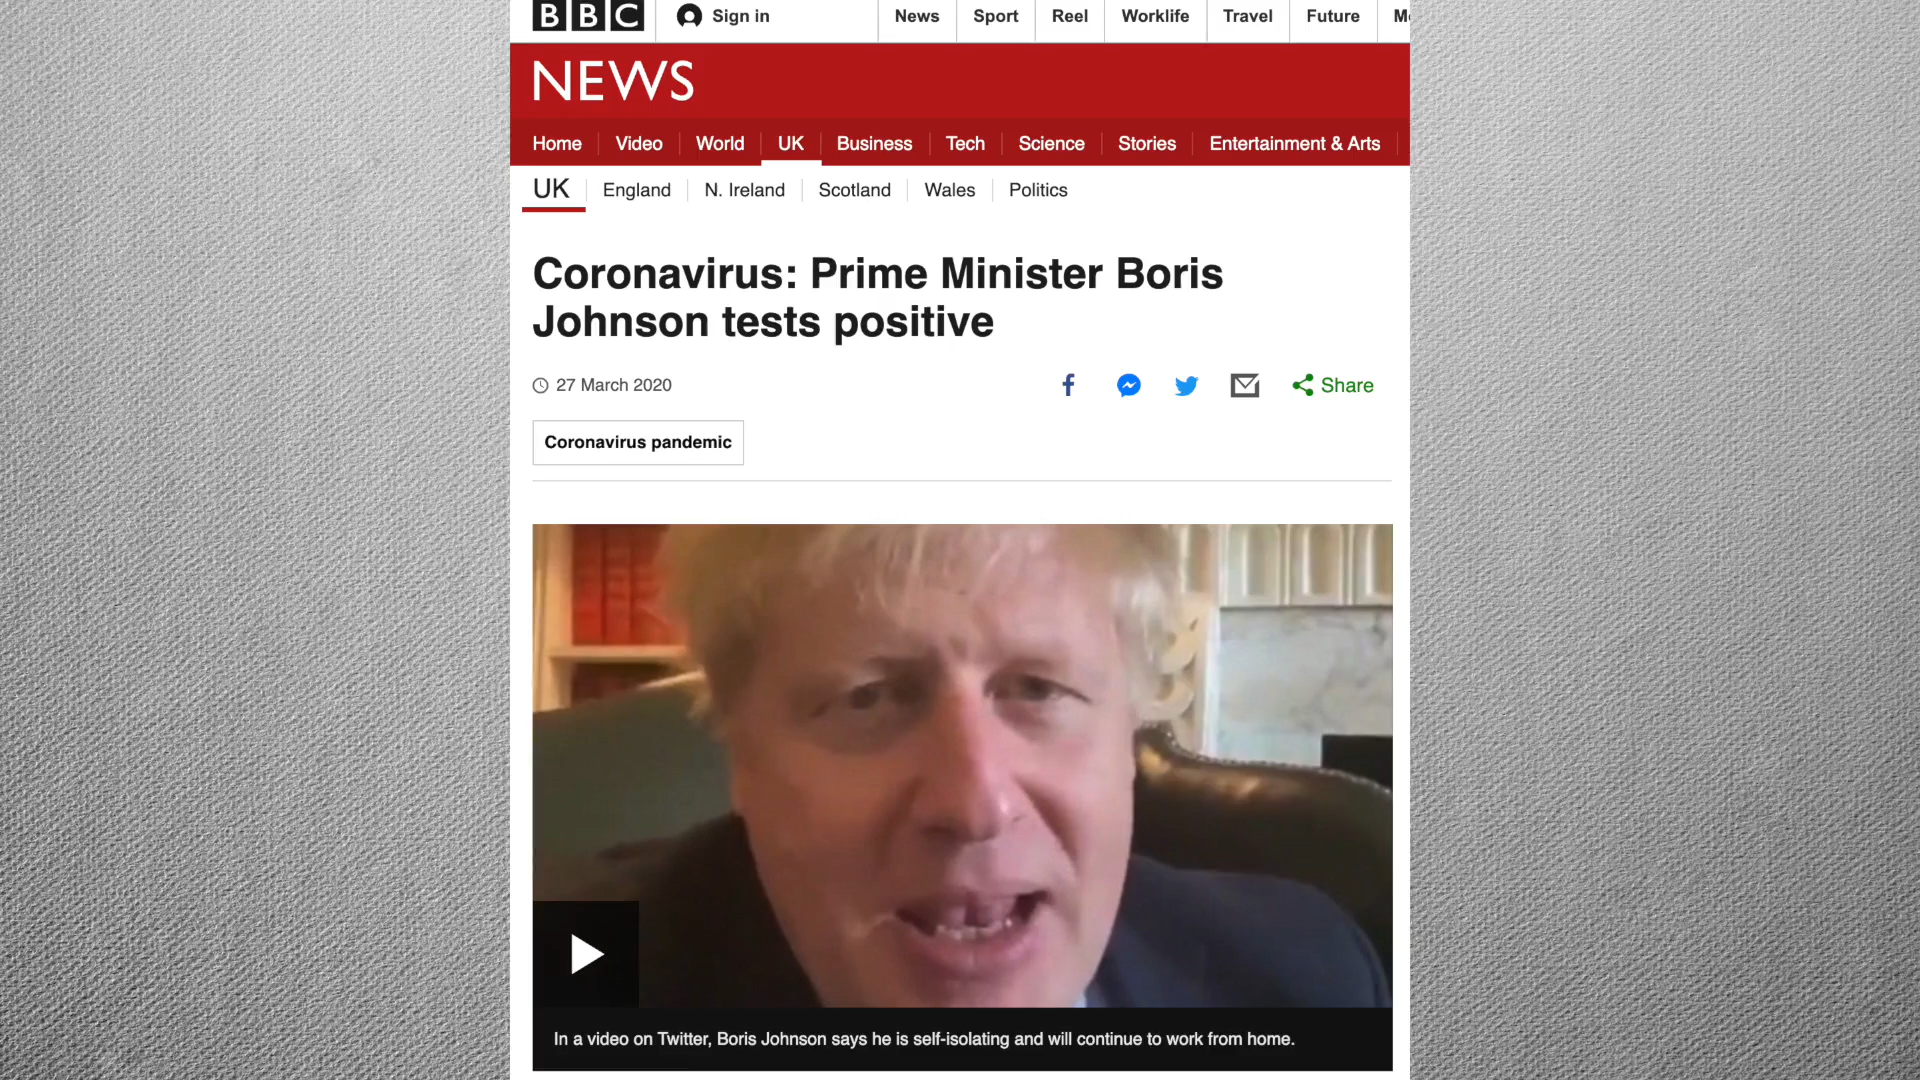 BBC Sign in News Sport Reel Worklife Travel Future
NEWS
Home Video World UK Business Tech Science Stories Entertainment & Arts
UK England N. Ireland Scotland Wales Politics
Coronavirus: Prime Minister Boris
Johnson tests positive
27 March 2020 Share
Coronavirus pandemic
In a video on Twitter, Boris Johnson says he is self-isolating and will continue to work from home.